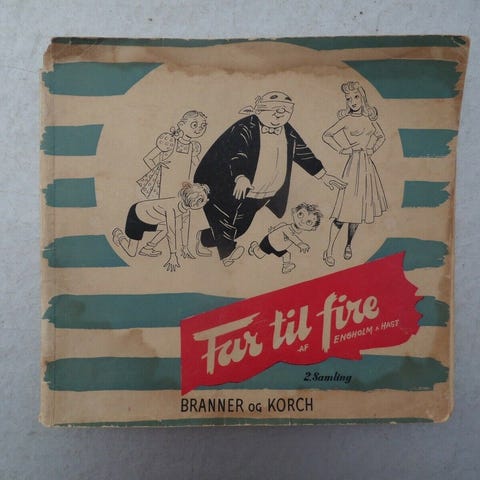 Far til fire
-AF
ENGHOLM & HAST
2. Samling
BRANNER OG KORCH